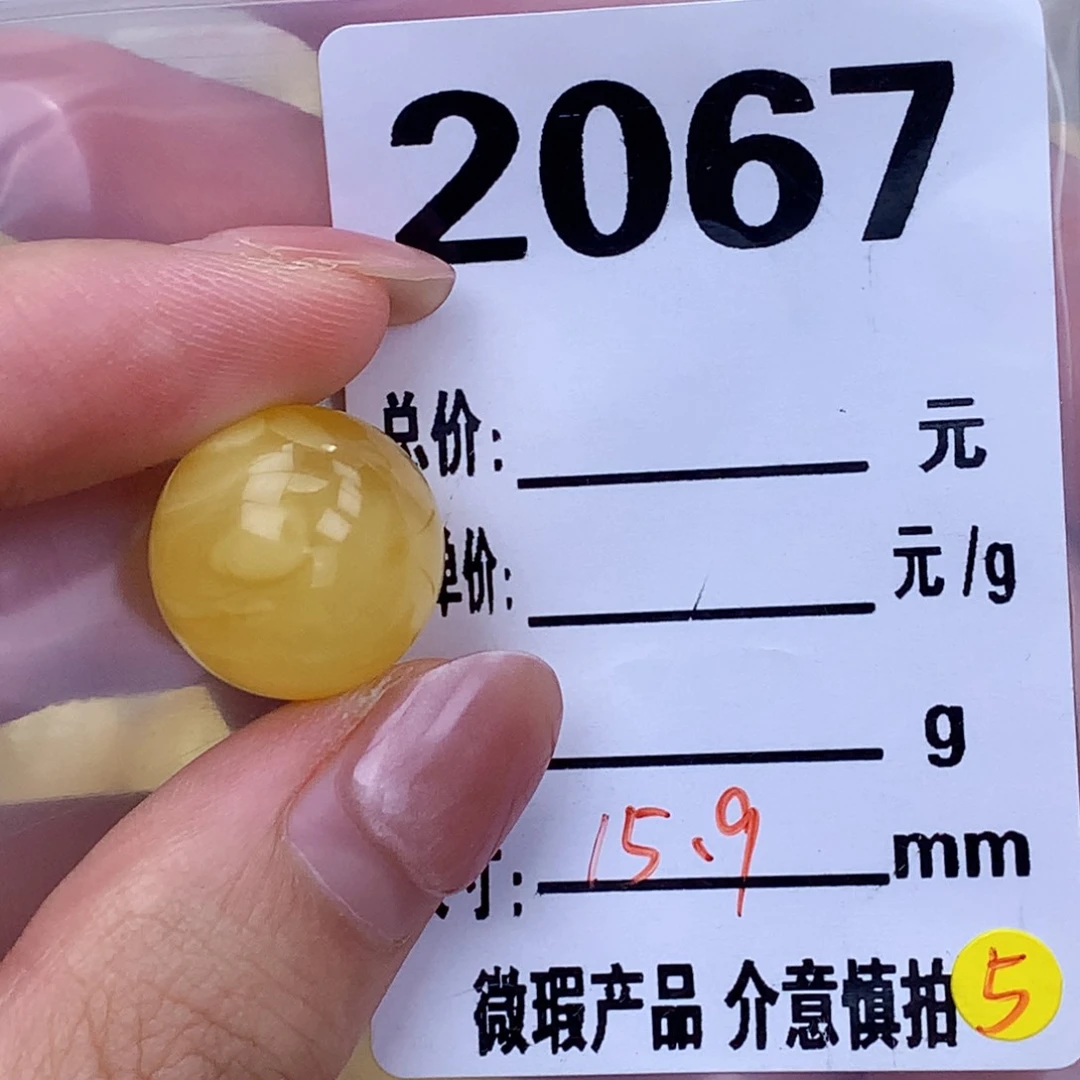 2067
总价: 元
单价: 元/g
g
寸: 15.9 mm
微瑕产品 介意慎拍 5